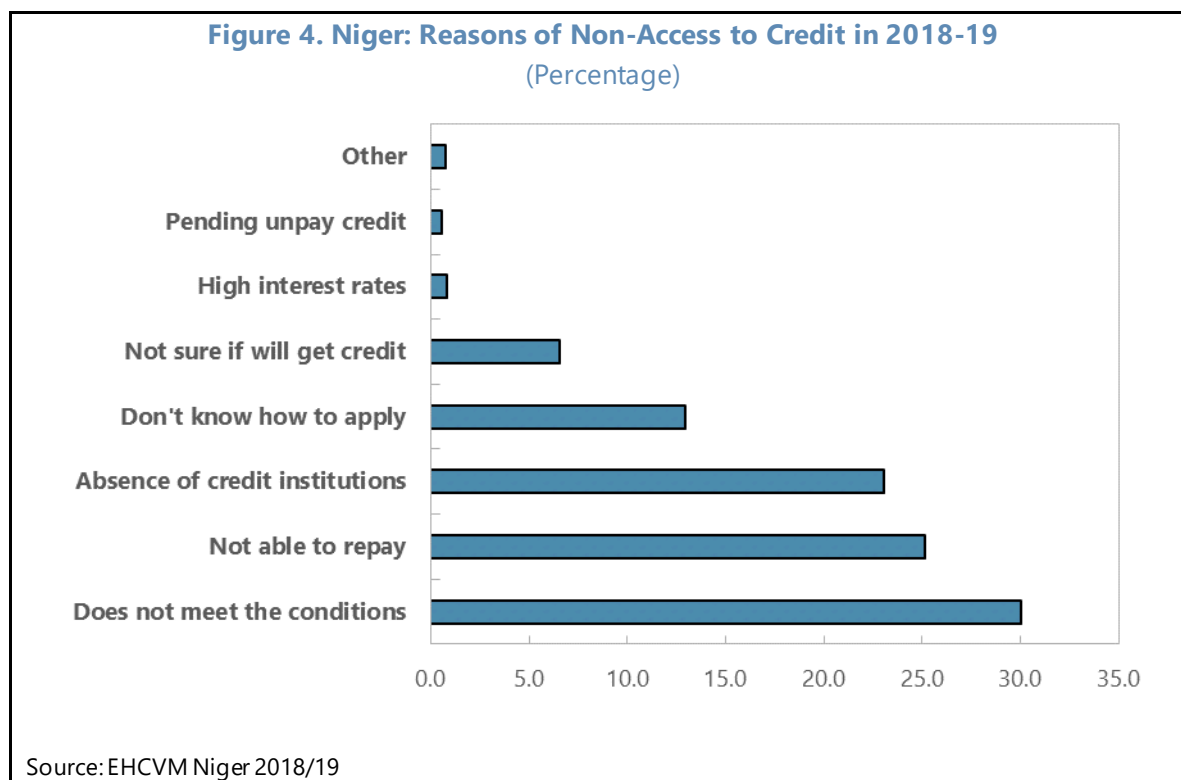 Figure 4. Niger: Reasons of Non-Access to Credit in 2018-19
(Percentage)
Other
Pending unpay credit
High interest rates
Not sure if will get credit
Don't know how to apply
Absence of credit institutions
Not able to repay
Does not meet the conditions
0.0 5.0 10.0 15.0 20.0 25.0 30.0 35.0
Source: EHCVM Niger 2018/19